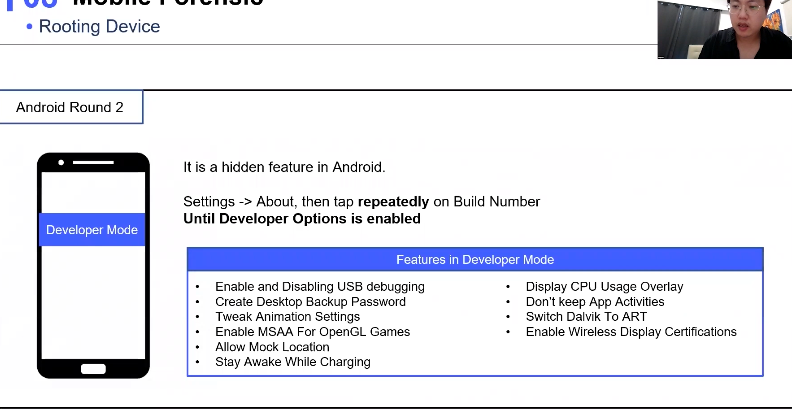 Mobile Forensic
• Rooting Device
Android Round 2
Developer Mode
It is a hidden feature in Android.
Settings -> About, then tap repeatedly on Build Number
Until Developer Options is enabled
Features in Developer Mode
• Enable and Disabling USB debugging
• Create Desktop Backup Password
• Tweak Animation Settings
• Enable MSAA For OpenGL Games
• Allow Mock Location
• Stay Awake While Charging
• Display CPU Usage Overlay
• Don't keep App Activities
• Switch Dalvik To ART
• Enable Wireless Display Certifications